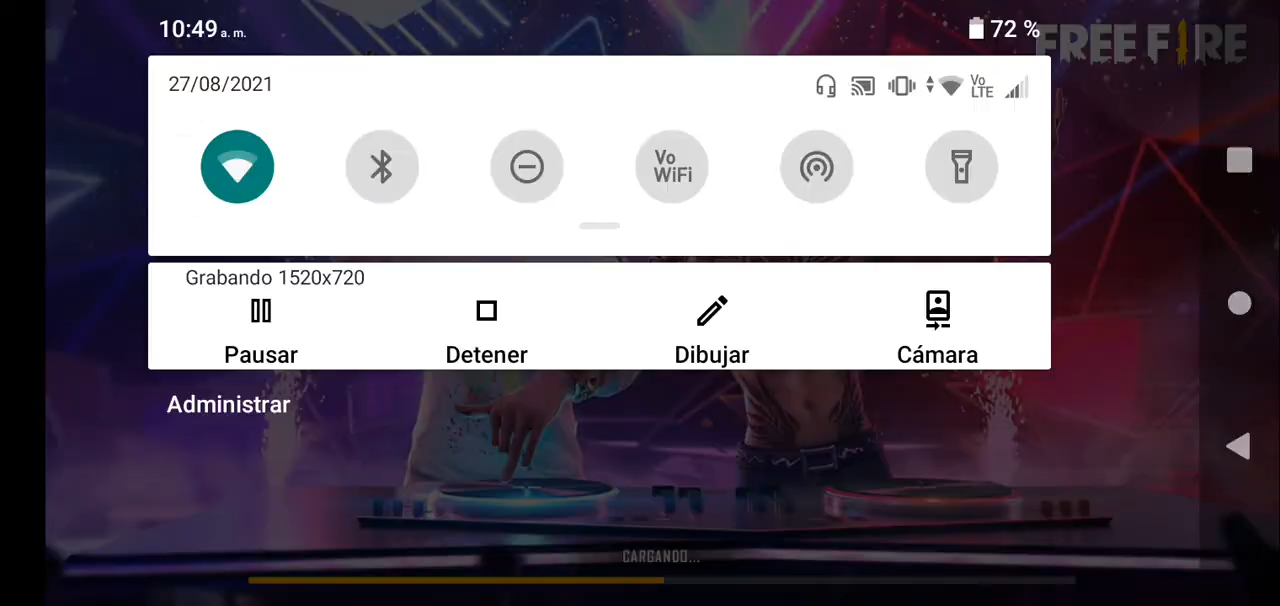 10:49 a. m.
72 %
FREE FIRE
27/08/2021
Vo
LTE
Vo
WiFi
Grabando 1520x720
Pausar
Detener
Dibujar
Cámara
Administrar
CARGANDO...